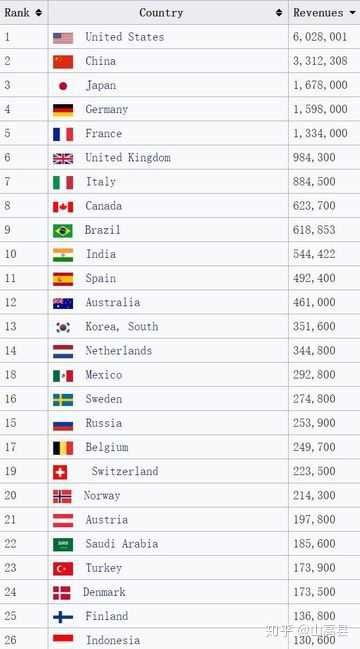 Rank Country Revenues
1 United States 6,028,001
2 China 3,312,308
3 Japan 1,678,000
4 Germany 1,598,000
5 France 1,334,000
6 United Kingdom 984,300
7 Italy 884,500
8 Canada 623,700
9 Brazil 618,853
10 India 544,422
11 Spain 492,400
12 Australia 461,000
13 Korea, South 351,600
14 Netherlands 344,800
18 Mexico 292,800
16 Sweden 274,800
15 Russia 253,900
17 Belgium 249,700
19 Switzerland 223,500
20 Norway 214,300
21 Austria 197,800
22 Saudi Arabia 185,600
23 Turkey 173,900
24 Denmark 173,500
25 Finland 136,800
26 Indonesia 130,600
知乎